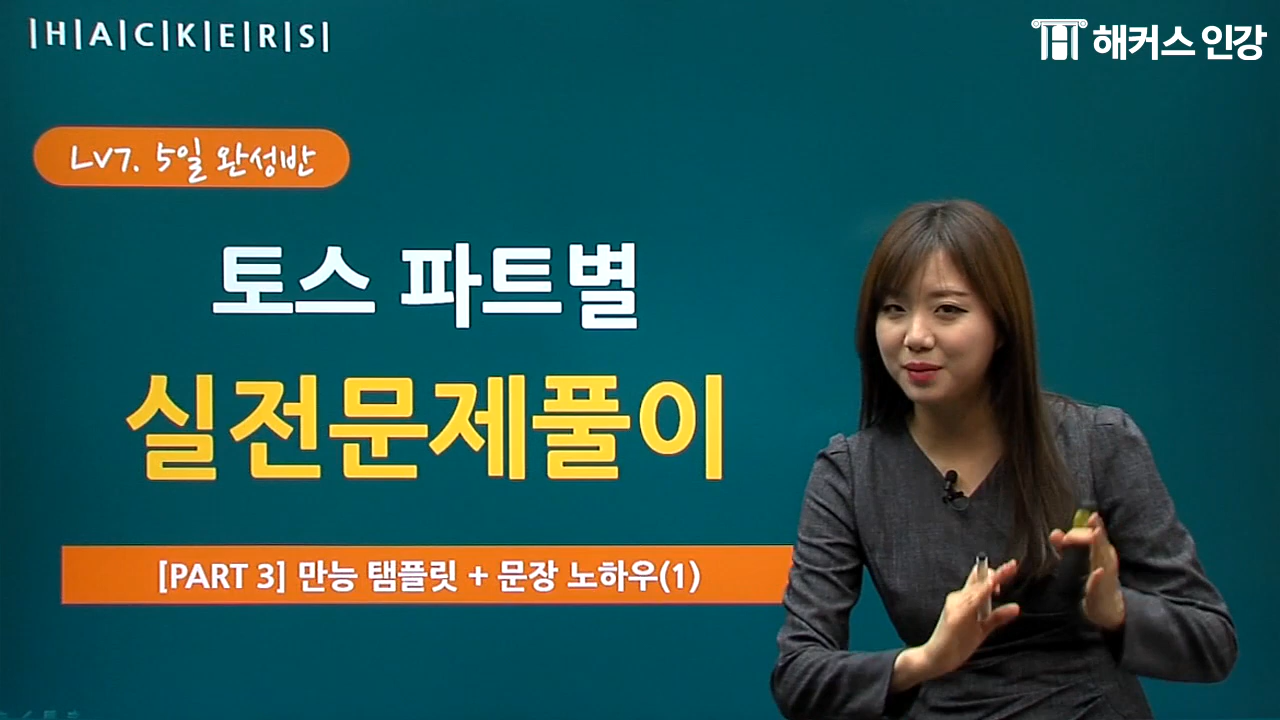 |H|A|C|K|E|R|S|
해커스 인강
LV7. 5일 완성반
토스 파트별
실전문제풀이
[PART 3] 만능 탬플릿 + 문장 노하우(1)